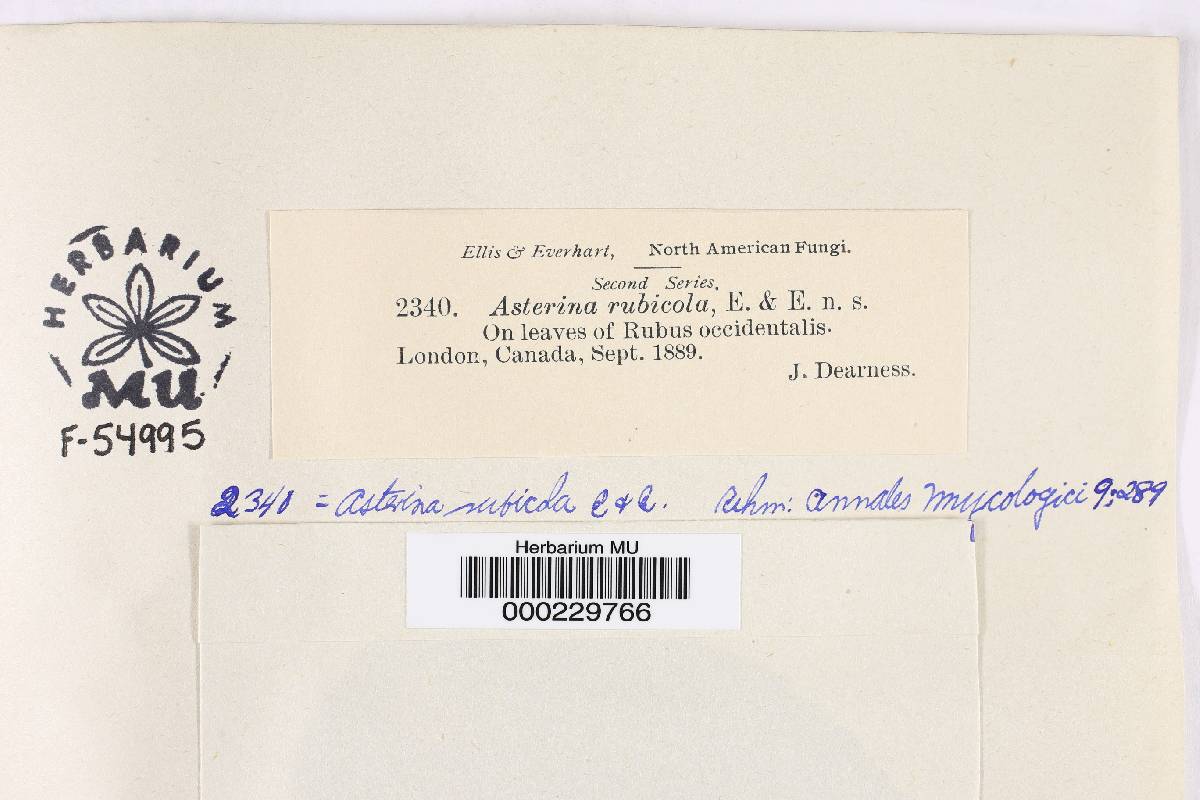 HERBARIUM
MU
F-54995
Ellis & Everhart, North American Fungi.
Second Series.
2340. Asterina rubicola, E. & E. n. s.
On leaves of Rubus occidentalis.
London, Canada, Sept. 1889.
J. Dearness.
2340 = Asterina rubicola E & E. Rehm: Annales Mycologici 9:289
Herbarium MU
000229766